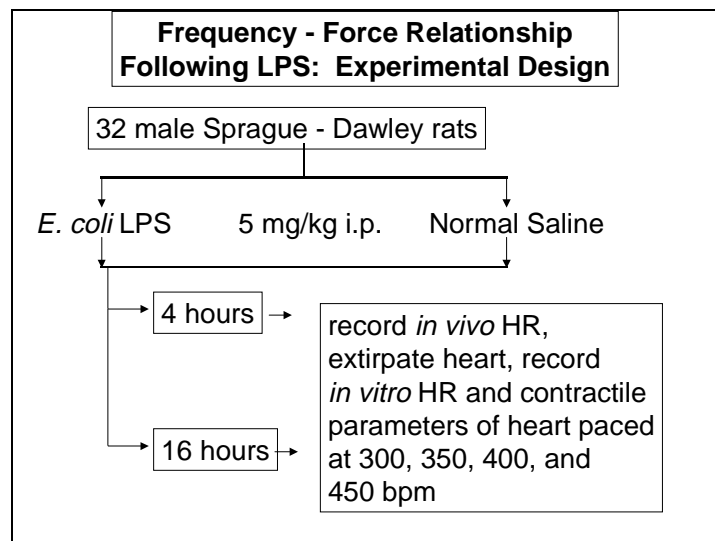 Frequency - Force Relationship
Following LPS: Experimental Design
32 male Sprague - Dawley rats
E. coli LPS 5 mg/kg i.p. Normal Saline
4 hours
record in vivo HR,
extirpate heart, record
in vitro HR and contractile
parameters of heart paced
at 300, 350, 400, and
450 bpm
16 hours